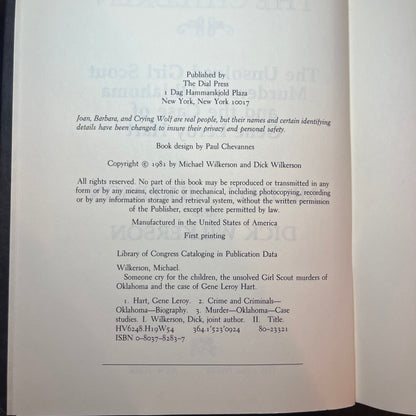 Published by
The Dial Press
1 Dag Hammarskjold Plaza
New York, New York 10017
Joan, Barbara, and Crying Wolf are real people, but their names and certain identifying
details have been changed to insure their privacy and personal safety.
Book design by Paul Chevannes
Copyright © 1981 by Michael Wilkerson and Dick Wilkerson
All rights reserved. No part of this book may be reproduced or transmitted in any
form or by any means, electronic or mechanical, including photocopying, recording
or by any information storage and retrieval system, without the written permission
of the Publisher, except where permitted by law.
Manufactured in the United States of America
First printing
Library of Congress Cataloging in Publication Data
Wilkerson, Michael.
Someone cry for the children, the unsolved Girl Scout murders of
Oklahoma and the case of Gene Leroy Hart.
1. Hart, Gene Leroy. 2. Crime and Criminals—
Oklahoma—Biography. 3. Murder—Oklahoma—Case
studies. I. Wilkerson, Dick, joint author. II. Title.
HV6248.H19W54 364.1'523'0924 80-23321
ISBN 0-8037-8283-7